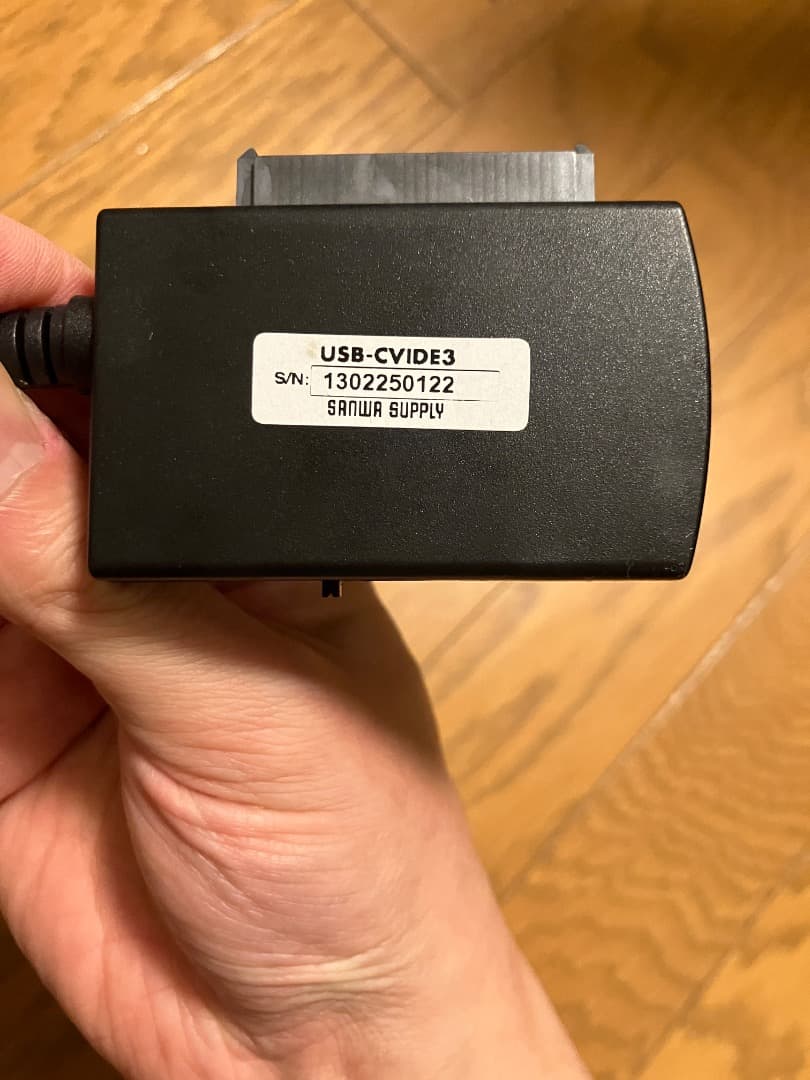 USB-CVIDE3
S/N: 1302250122
SANWA SUPPLY